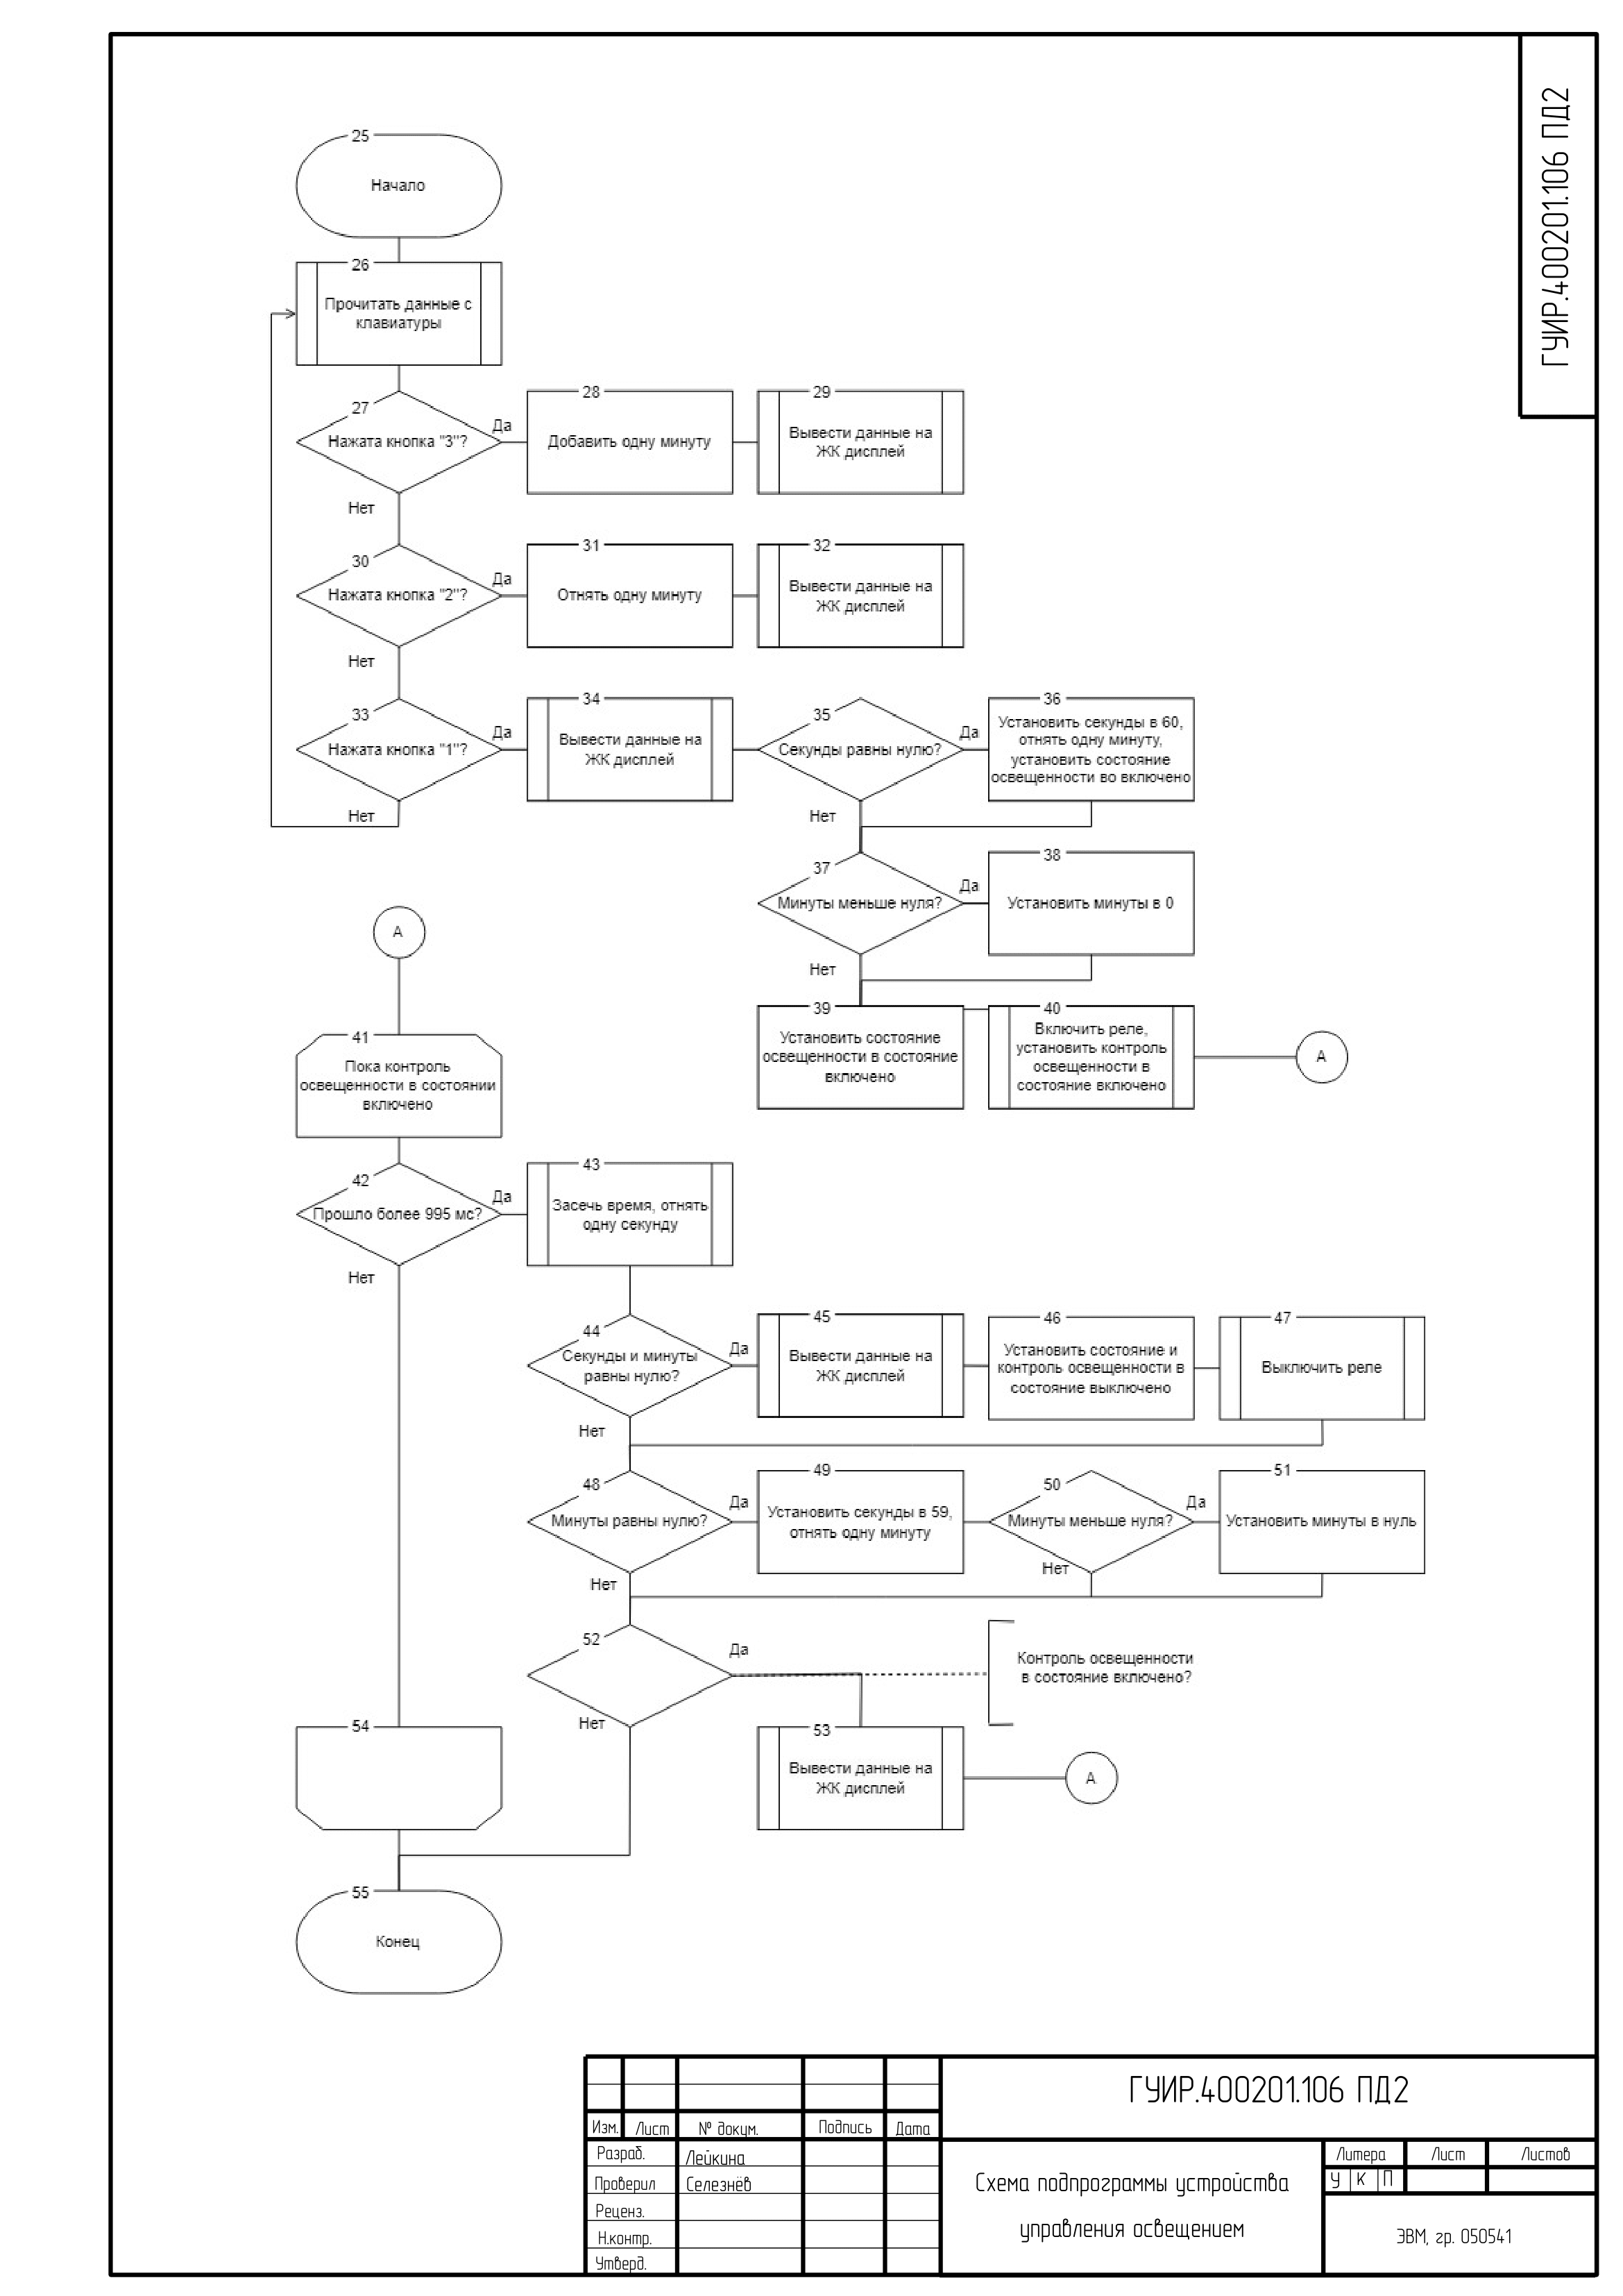 ГУИР.400201.106 ПД2
25
Начало
26
Прочитать данные с
клавиатуры
27
Нажата кнопка "3"?
Да
Нет
28
Добавить одну минуту
29
Вывести данные на
ЖК дисплей
30
Нажата кнопка "2"?
Да
Нет
31
Отнять одну минуту
32
Вывести данные на
ЖК дисплей
33
Нажата кнопка "1"?
Да
Нет
34
Вывести данные на
ЖК дисплей
35
Секунды равны нулю?
Да
Нет
36
Установить секунды в 60,
отнять одну минуту,
установить состояние
освещенности во включено
37
Минуты меньше нуля?
Да
Нет
38
Установить минуты в 0
39
Установить состояние
освещенности в состояние
включено
40
Включить реле,
установить контроль
освещенности в
состояние включено
А
А
41
Пока контроль
освещенности в состоянии
включено
42
Прошло более 995 мс?
Да
Нет
43
Засечь время, отнять
одну секунду
44
Секунды и минуты
равны нулю?
Да
Нет
45
Вывести данные на
ЖК дисплей
46
Установить состояние и
контроль освещенности в
состояние выключено
47
Выключить реле
48
Минуты равны нулю?
Да
Нет
49
Установить секунды в 59,
отнять одну минуту
50
Минуты меньше нуля?
Да
Нет
51
Установить минуты в нуль
52
Да
Нет
Контроль освещенности
в состояние включено?
53
Вывести данные на
ЖК дисплей
А
54
55
Конец
ГУИР.400201.106 ПД2
Изм. Лист № докум. Подпись Дата
Разраб. Лейкина
Проверил Селезнёв
Реценз.
Н.контр.
Утверд.
Схема подпрограммы устройства
управления освещением
Литера Лист Листов
У К П
ЭВМ, гр. 050541